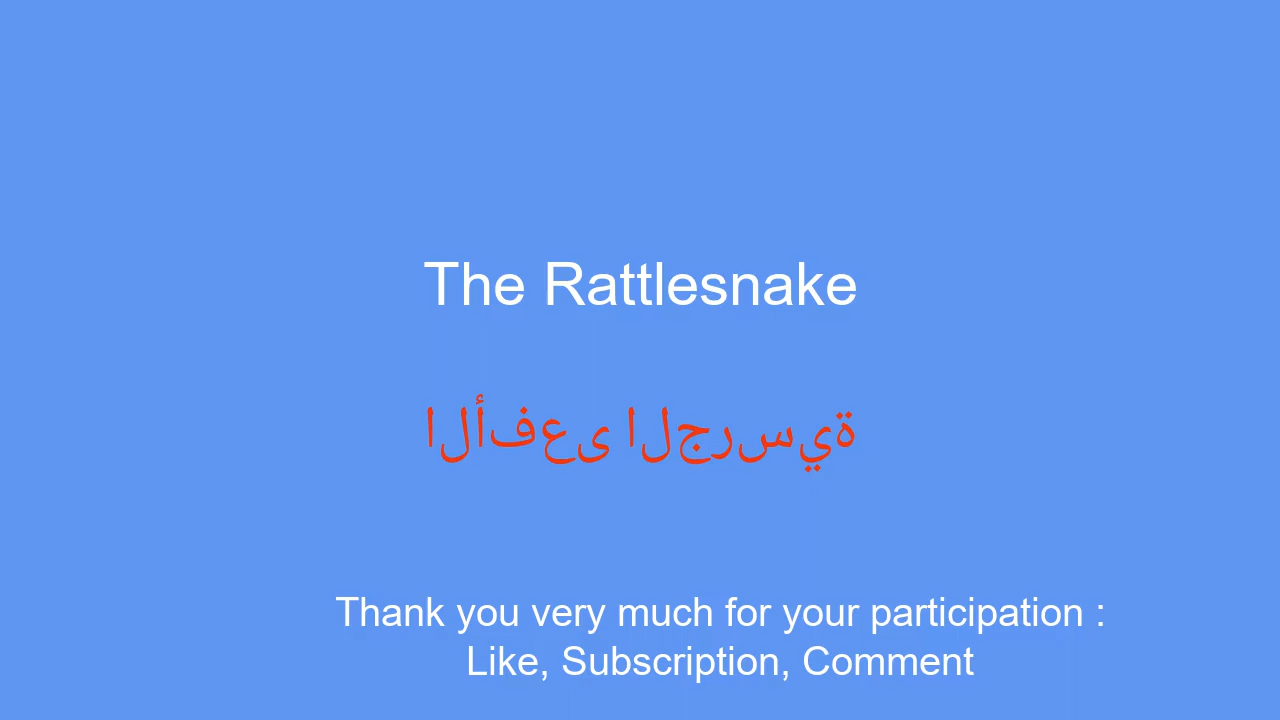 The Rattlesnake
الأفعى الجرسية
Thank you very much for your participation :
Like, Subscription, Comment